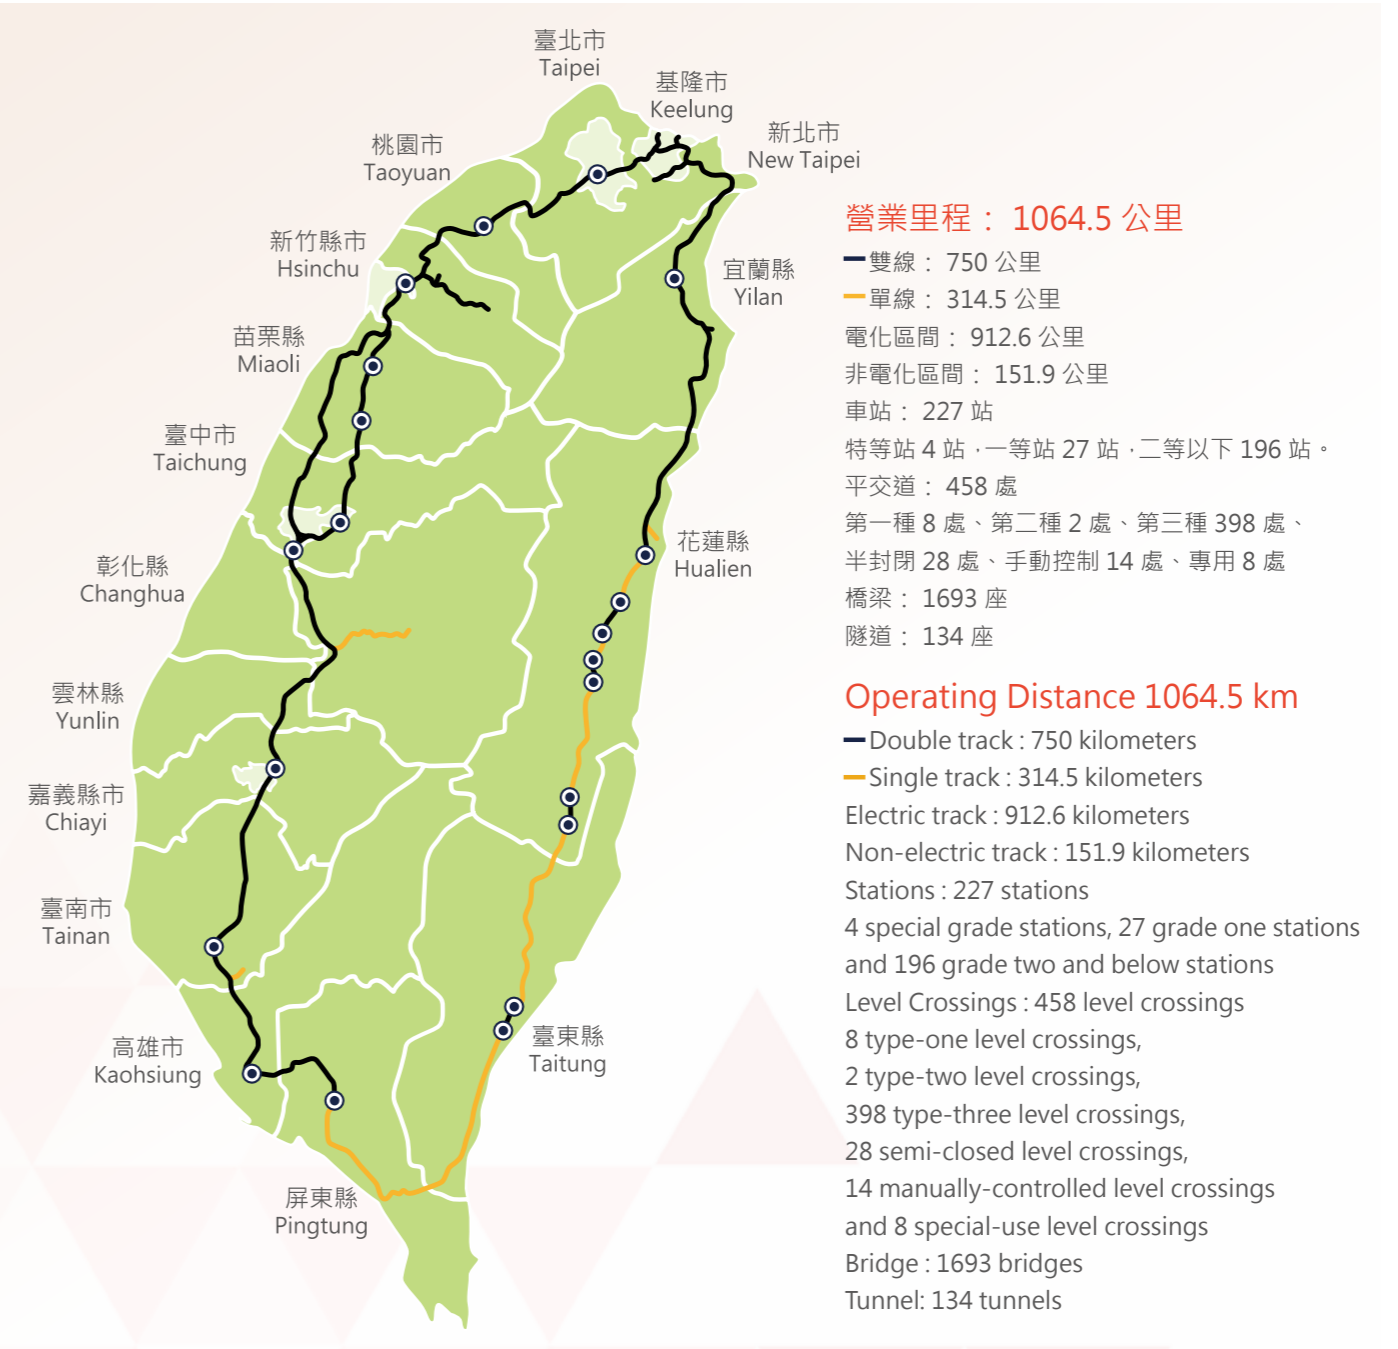 臺北市
Taipei
基隆市
Keelung
新北市
New Taipei
桃園市
Taoyuan
新竹縣市
Hsinchu
宜蘭縣
Yilan
苗栗縣
Miaoli
臺中市
Taichung
彰化縣
Changhua
花蓮縣
Hualien
雲林縣
Yunlin
嘉義縣市
Chiayi
臺南市
Tainan
高雄市
Kaohsiung
臺東縣
Taitung
屏東縣
Pingtung
營業里程： 1064.5 公里
雙線： 750 公里
單線： 314.5 公里
電化區間： 912.6 公里
非電化區間： 151.9 公里
車站： 227 站
特等站 4 站，一等站 27 站，二等以下 196 站。
平交道： 458 處
第一種 8 處、第二種 2 處、第三種 398 處、
半封閉 28 處、手動控制 14 處、專用 8 處
橋梁： 1693 座
隧道： 134 座
Operating Distance 1064.5 km
Double track : 750 kilometers
Single track : 314.5 kilometers
Electric track : 912.6 kilometers
Non-electric track : 151.9 kilometers
Stations : 227 stations
4 special grade stations, 27 grade one stations
and 196 grade two and below stations
Level Crossings : 458 level crossings
8 type-one level crossings,
2 type-two level crossings,
398 type-three level crossings,
28 semi-closed level crossings,
14 manually-controlled level crossings
and 8 special-use level crossings
Bridge : 1693 bridges
Tunnel: 134 tunnels